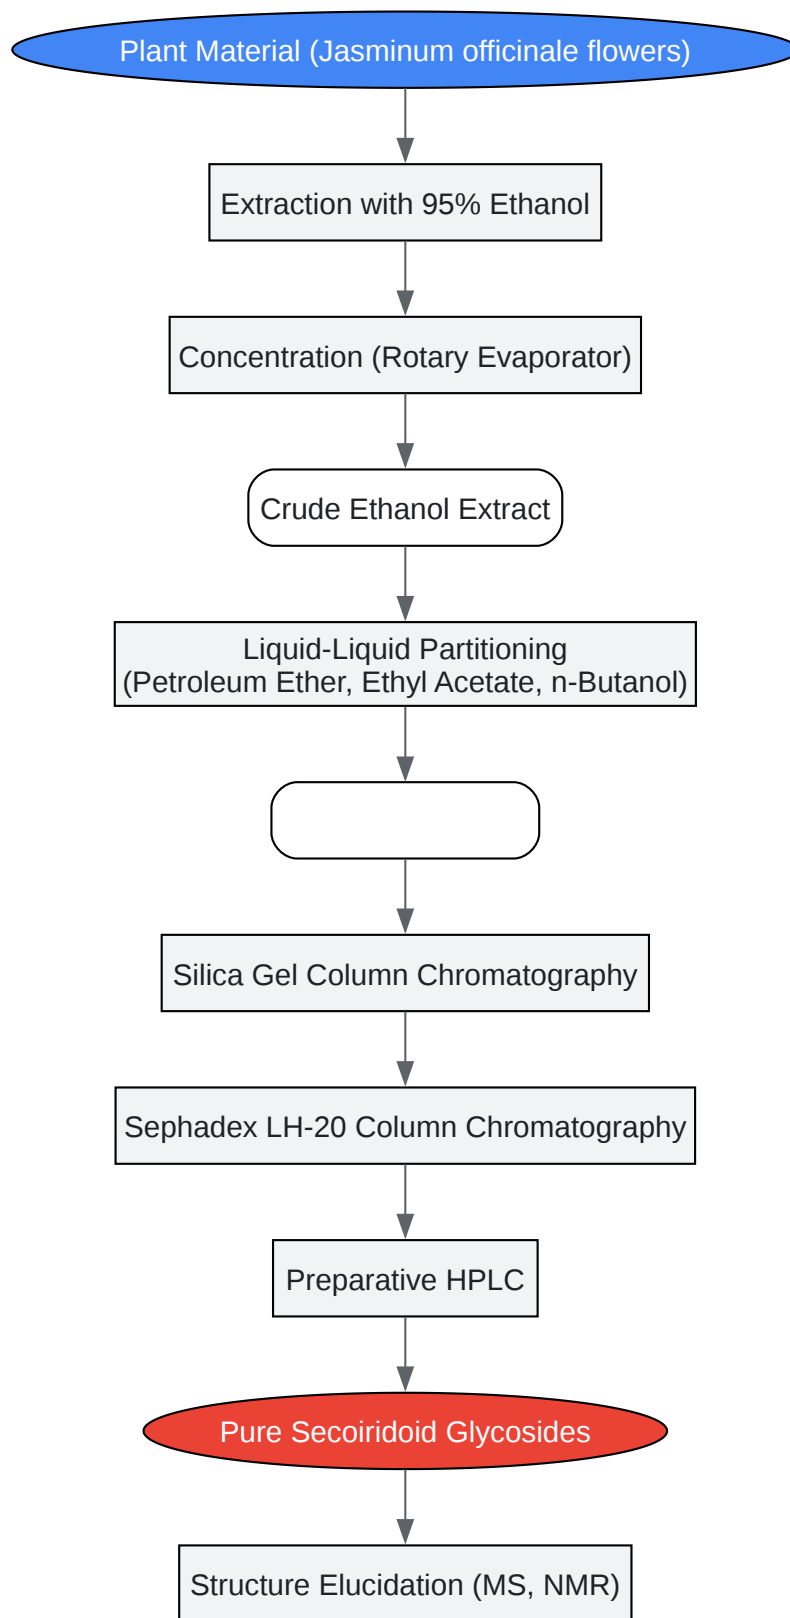 Plant Material (Jasminum officinale flowers)
Extraction with 95% Ethanol
Concentration (Rotary Evaporator)
Crude Ethanol Extract
Liquid-Liquid Partitioning
(Petroleum Ether, Ethyl Acetate, n-Butanol)
Silica Gel Column Chromatography
Sephadex LH-20 Column Chromatography
Preparative HPLC
Pure Secoiridoid Glycosides
Structure Elucidation (MS, NMR)